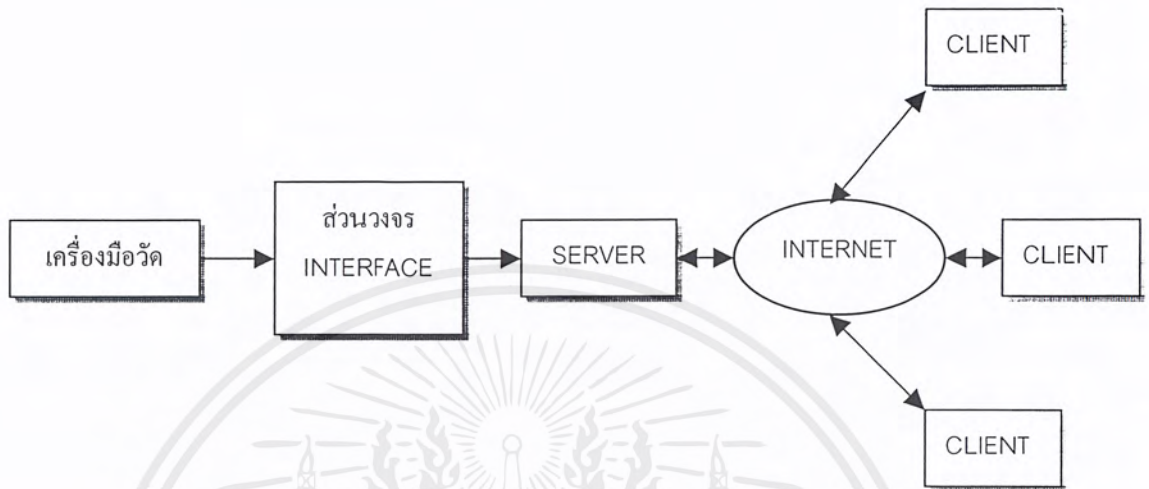 CLIENT
เครื่องมือวัด
ส่วนวงจร
INTERFACE
SERVER
INTERNET
CLIENT
CLIENT